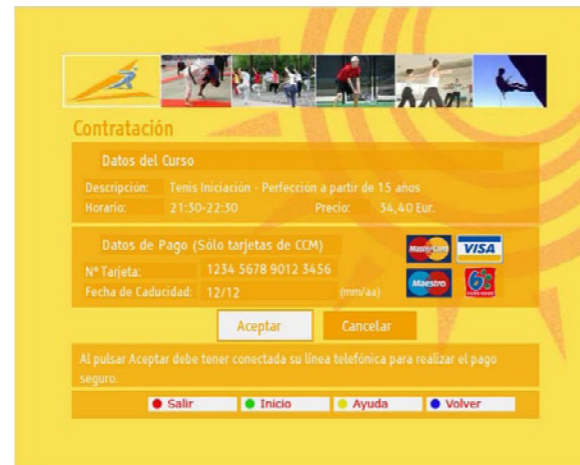 Contratación
Datos del Curso
Descripción: Tenis Iniciación - Perfección a partir de 15 años
Horario: 21:30-22:30 Precio: 34,40 Eur.
Datos de Pago (Sólo tarjetas de CCM)
MasterCard VISA
Nº Tarjeta: 1234 5678 9012 3456
Maestro
Fecha de Caducidad: 12/12 (mm/aa)
Aceptar Cancelar
Al pulsar Aceptar debe tener conectada su línea telefónica para realizar el pago
seguro.
Salir Inicio Ayuda Volver